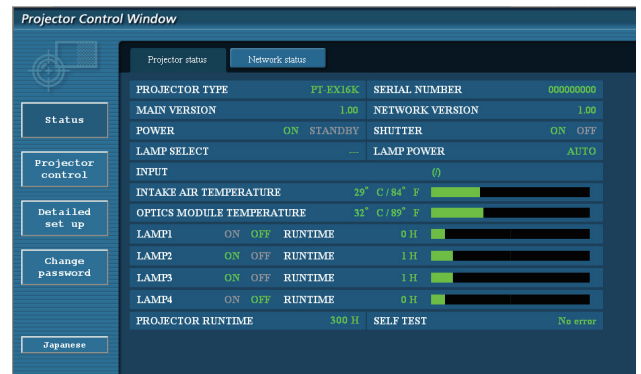 Projector Control Window
Projector status Network status
PROJECTOR TYPE PT-EX16K SERIAL NUMBER 000000000
MAIN VERSION 1.00 NETWORK VERSION 1.00
POWER ON STANDBY SHUTTER ON OFF
LAMP SELECT --- LAMP POWER AUTO
INPUT (/)
INTAKE AIR TEMPERATURE 29° C/84° F
OPTICS MODULE TEMPERATURE 32° C/89° F
LAMP1 ON OFF RUNTIME 0 H
LAMP2 ON OFF RUNTIME 1 H
LAMP3 ON OFF RUNTIME 1 H
LAMP4 ON OFF RUNTIME 0 H
PROJECTOR RUNTIME 300 H SELF TEST No error
Status
Projector
control
Detailed
set up
Change
password
Japanese